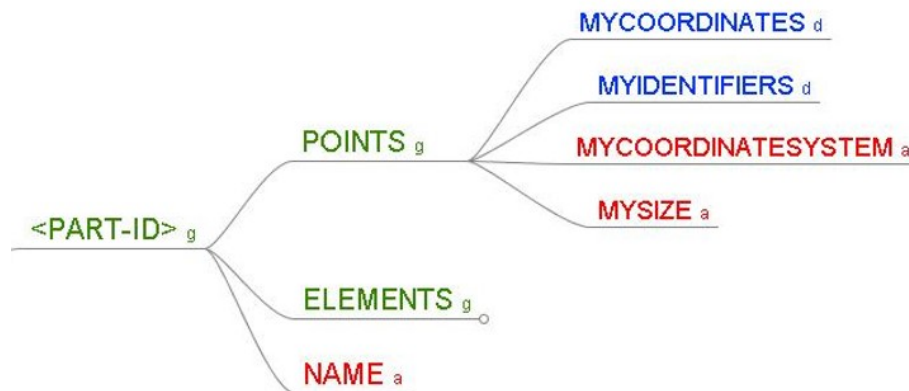 MYCOORDINATES d
MYIDENTIFIERS d
POINTS g
MYCOORDINATESYSTEM a
MYSIZE a
<PART-ID> g
ELEMENTS g
NAME a